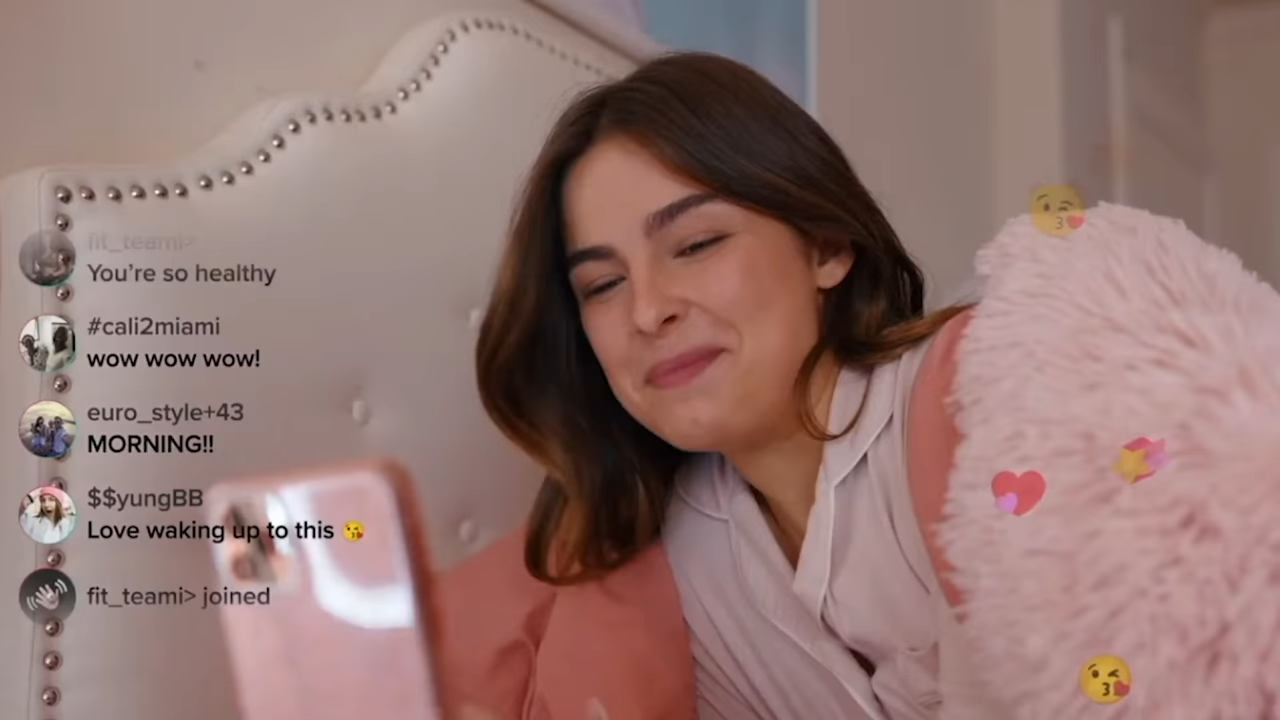 fit_teami>
You're so healthy
#cali2miami
wow wow wow!
euro_style+43
MORNING!!
$$yungBB
Love waking up to this 😘
fit_teami> joined